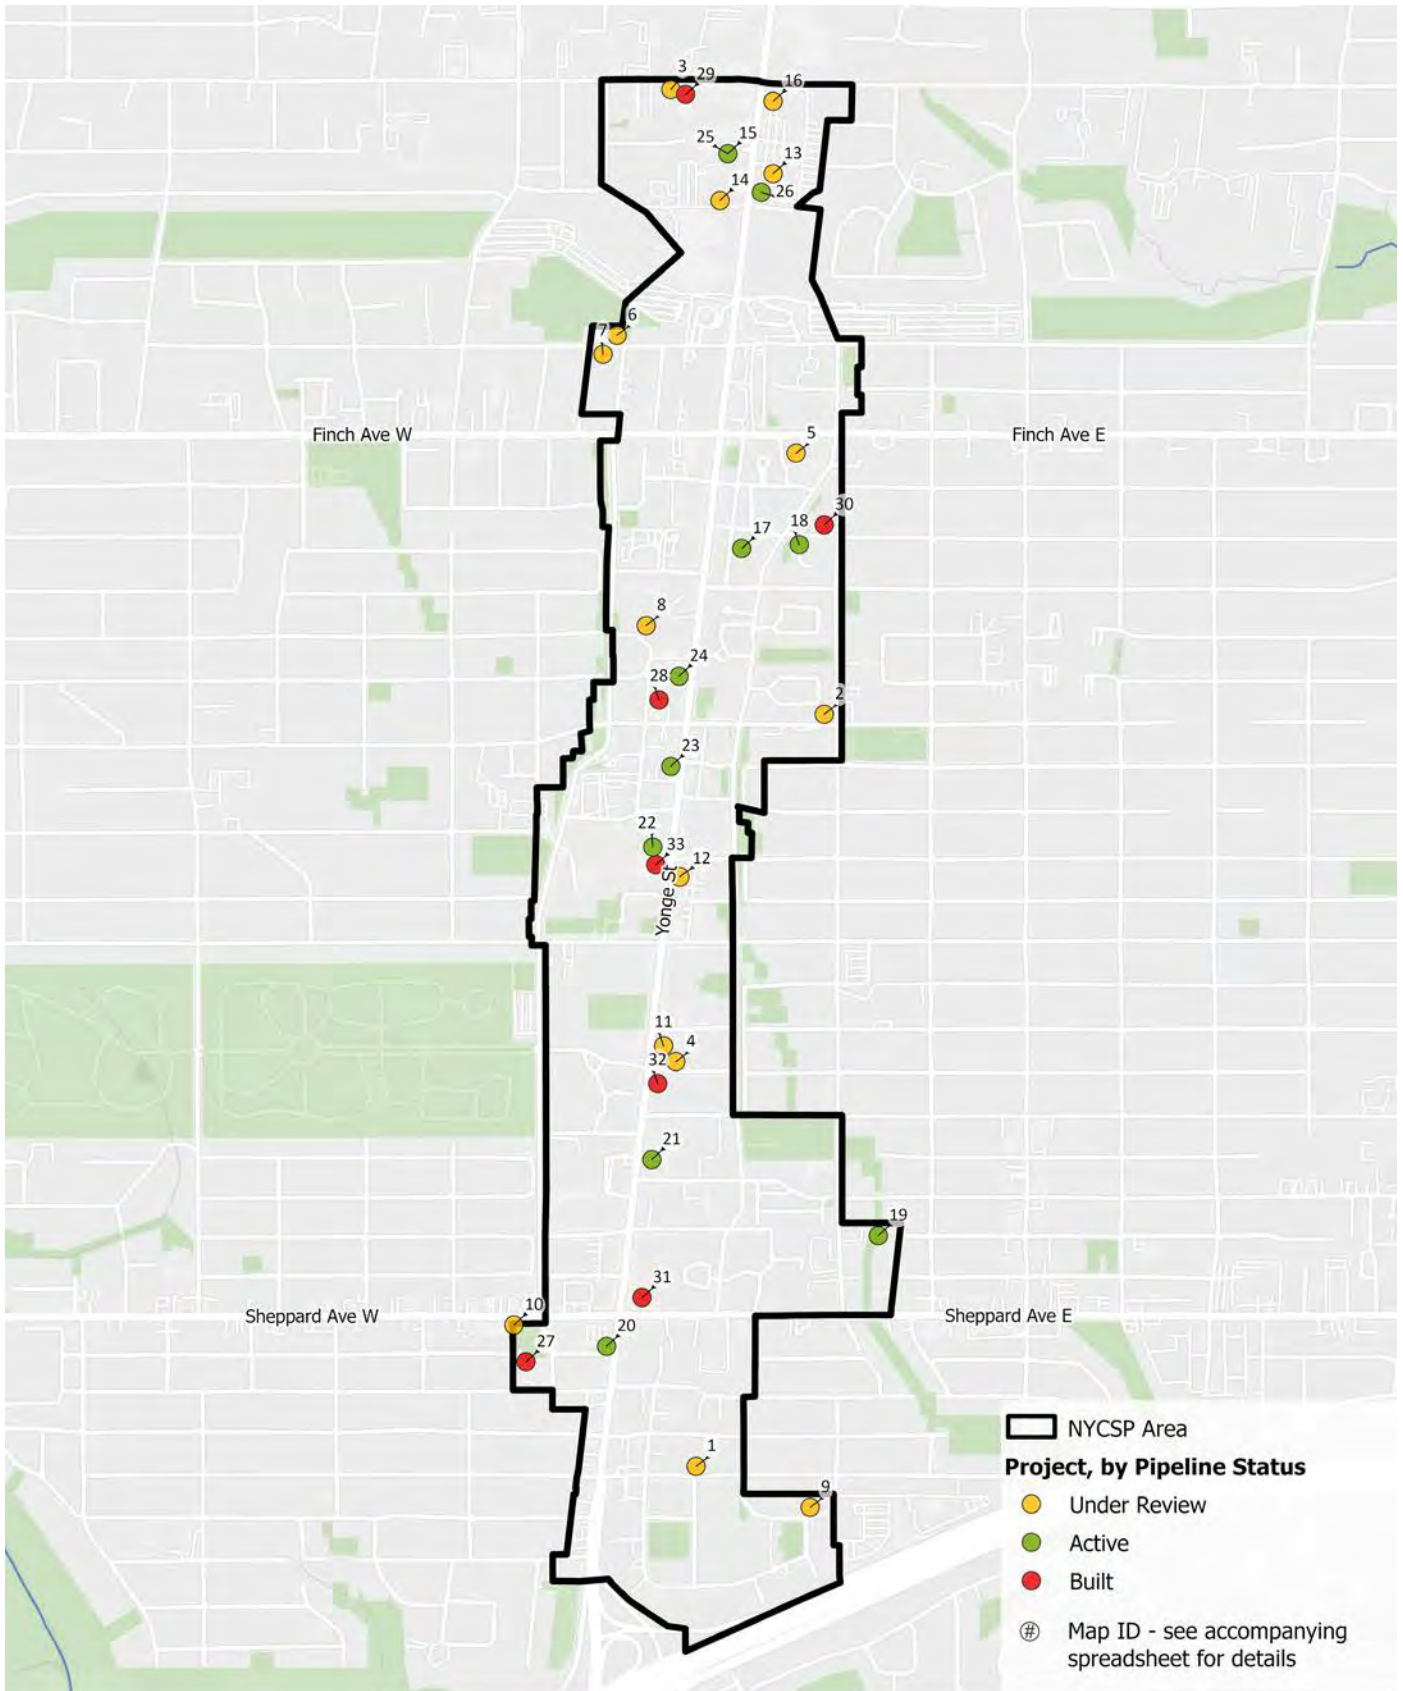 3
29
16
25
15
13
14
26
6
7
Finch Ave W
5
Finch Ave E
30
17
18
8
24
28
2
23
22
33
12
Yonge St
11
4
32
21
19
31
10
Sheppard Ave W
Sheppard Ave E
20
27
1
9
NYCSP Area
Project, by Pipeline Status
Under Review
Active
Built
# Map ID - see accompanying
spreadsheet for details